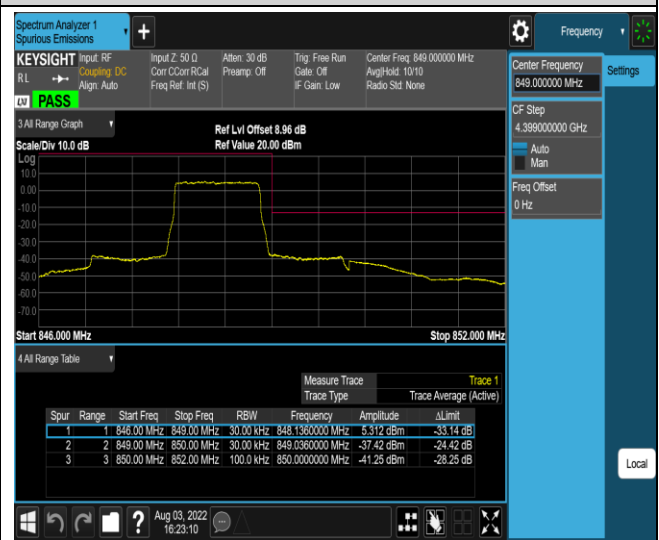 Spectrum Analyzer 1
Spurious Emissions
Frequency
KEYSIGHT Input: RF
RL
Coupling: DC
Align: Auto
Input Z: 50 Ω
Corr CCorr RCal
Freq Ref: Int (S)
Atten: 30 dB
Preamp: Off
Trig: Free Run
Gate: Off
IF Gain: Low
Center Freq: 849.000000 MHz
Avg|Hold: 10/10
Radio Std: None
LXI PASS
Center Frequency
849.000000 MHz
Settings
CF Step
4.399000000 GHz
Auto
Man
Freq Offset
0 Hz
3 All Range Graph
Scale/Div 10.0 dB
Ref Lvl Offset 8.96 dB
Ref Value 20.00 dBm
Log
10.0
0.00
-10.0
-20.0
-30.0
-40.0
-50.0
-60.0
-70.0
Start 846.000 MHz
Stop 852.000 MHz
4 All Range Table
Measure Trace Trace 1
Trace Type Trace Average (Active)
Spur Range Start Freq Stop Freq RBW Frequency Amplitude ΔLimit
1 1 846.00 MHz 849.00 MHz 30.00 kHz 848.1360000 MHz 5.312 dBm -33.14 dB
2 2 849.00 MHz 850.00 MHz 30.00 kHz 849.0360000 MHz -37.42 dBm -24.42 dB
3 3 850.00 MHz 852.00 MHz 100.0 kHz 850.0000000 MHz -41.25 dBm -28.25 dB
Local
Aug 03, 2022
16:23:10